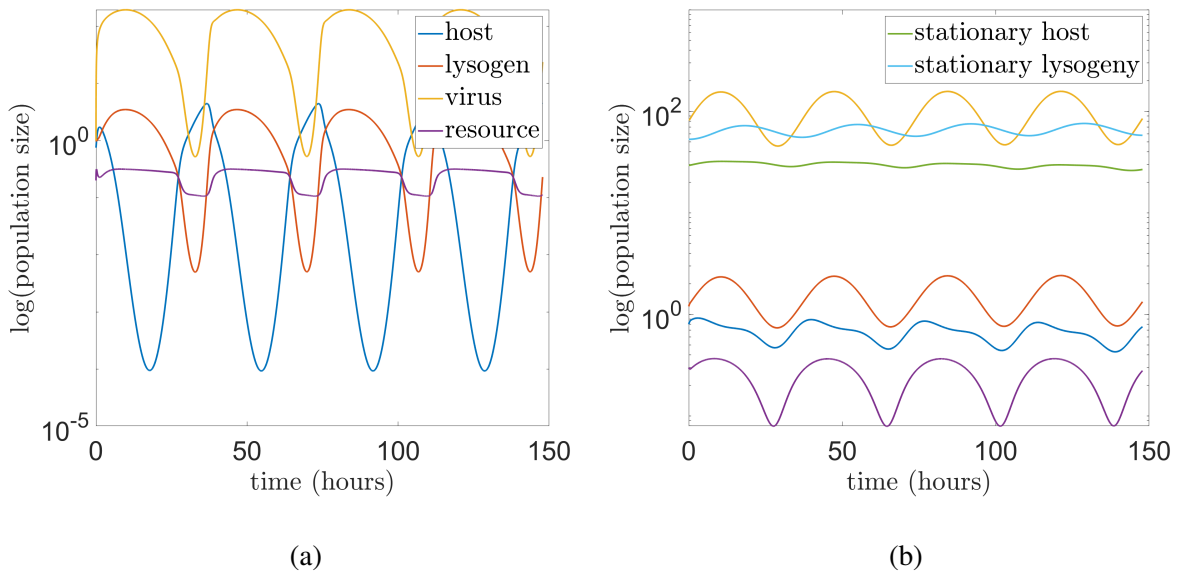 host
lysogen
virus
resource
10^0
10^-5
log(population size)
0
50
100
150
time (hours)
(a)
stationary host
stationary lysogeny
10^2
10^0
log(population size)
0
50
100
150
time (hours)
(b)